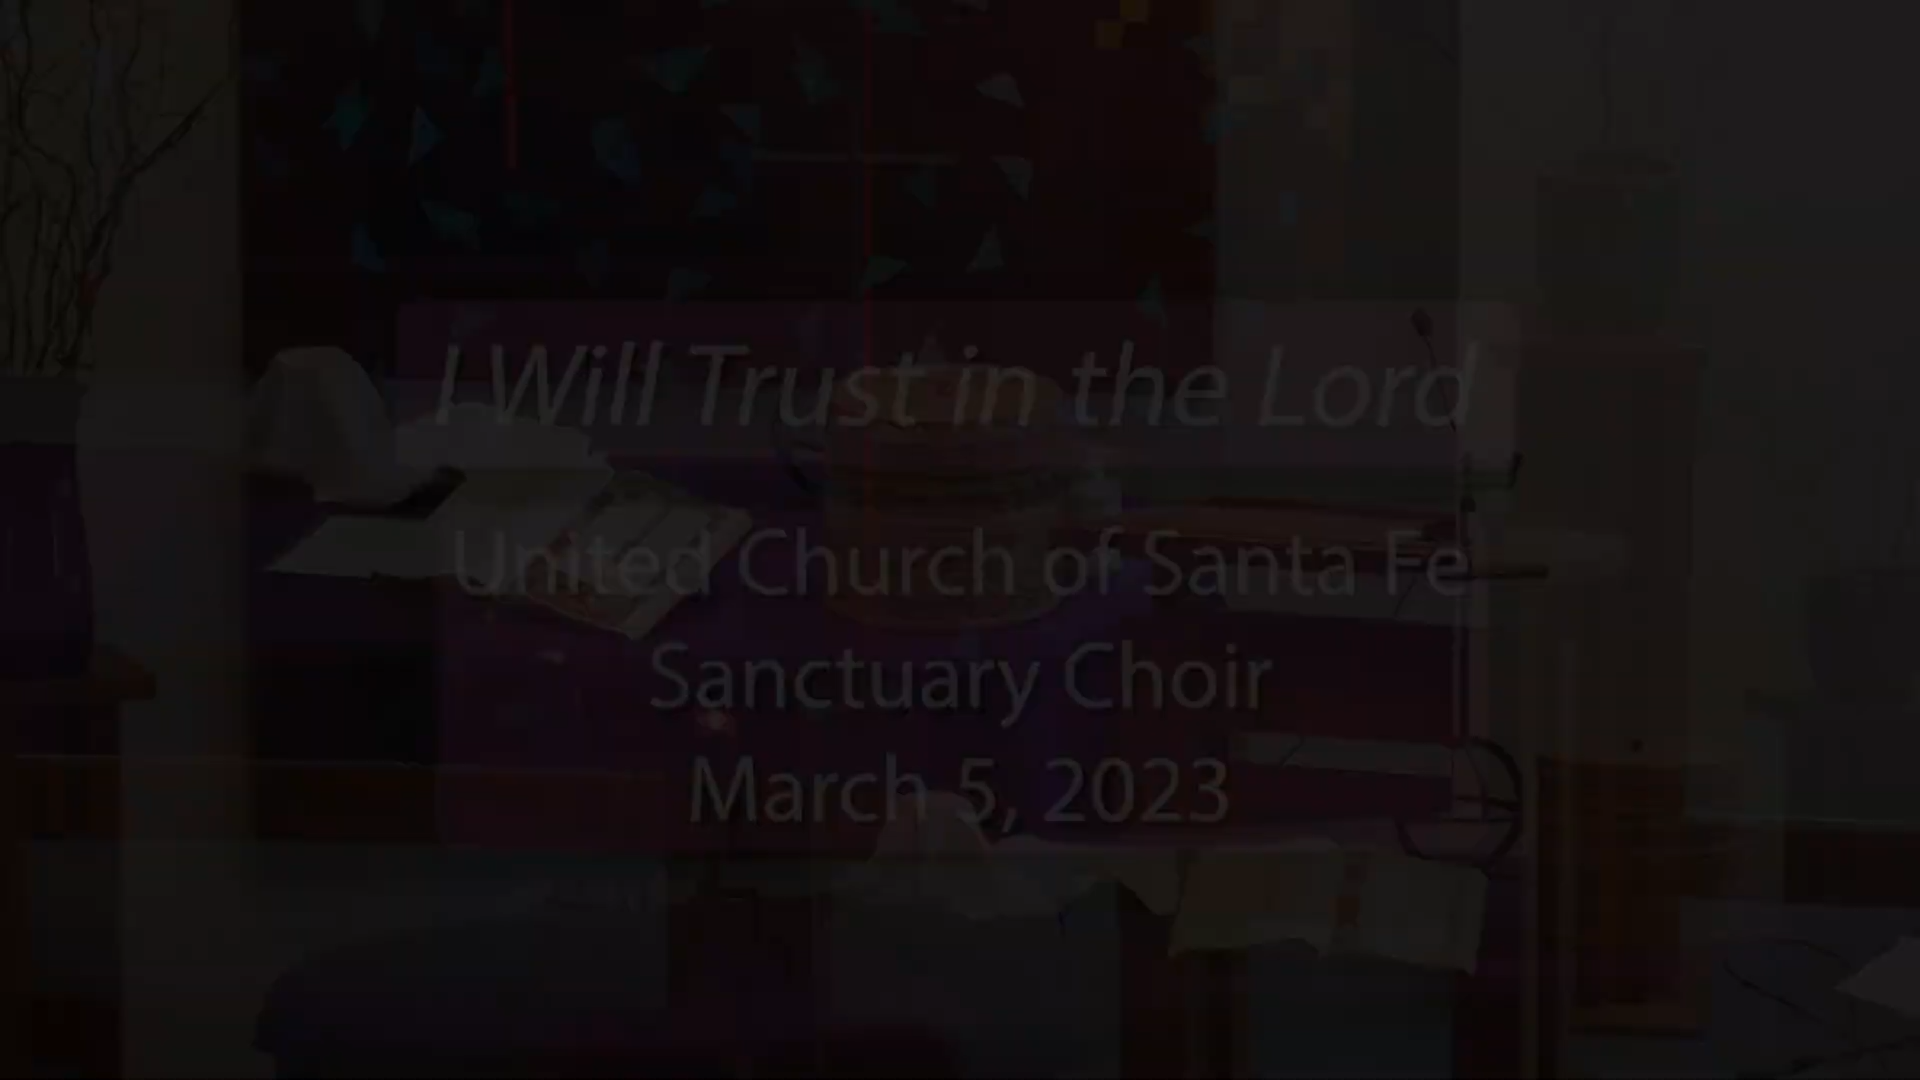 I Will Trust in the Lord
United Church of Santa Fe
Sanctuary Choir
March 5, 2023